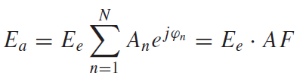 $E_a = E_e \sum_{n=1}^{N} A_n e^{j\varphi_n} = E_e \cdot AF$